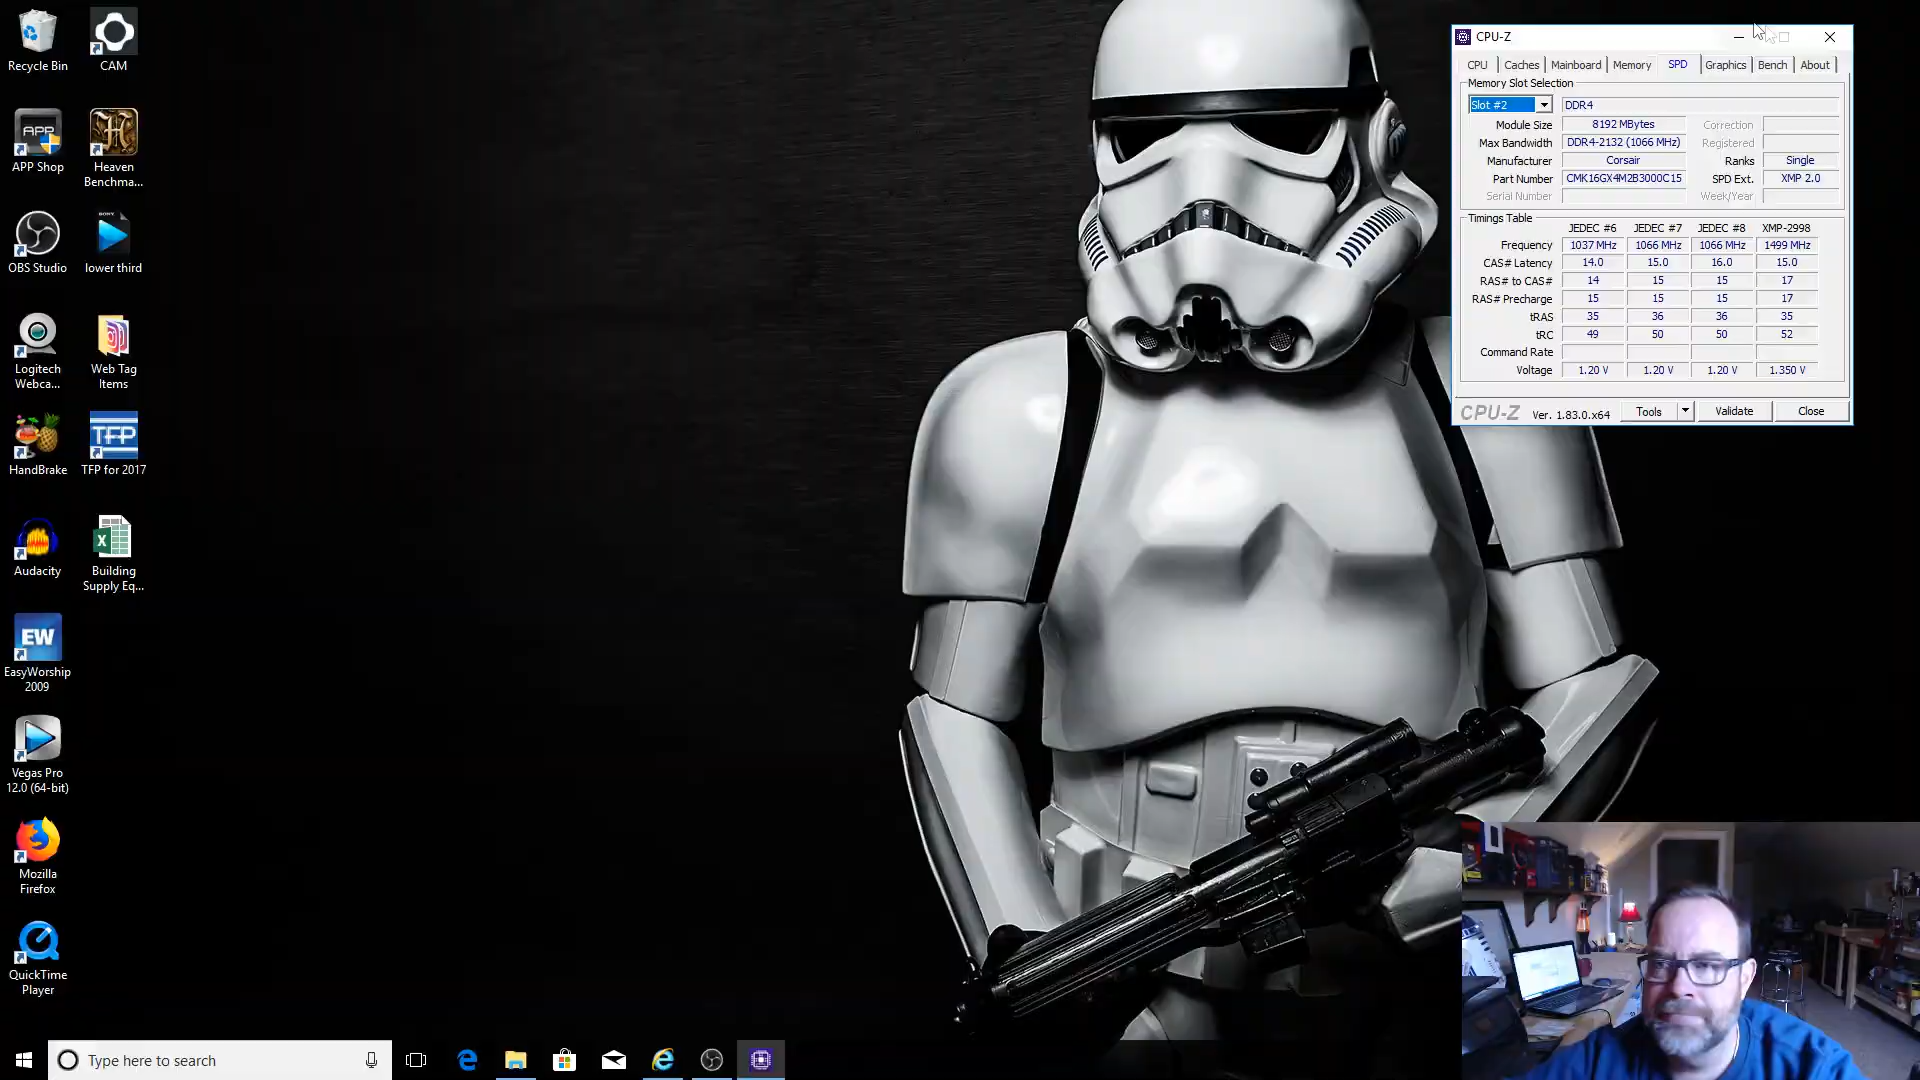 Recycle Bin
CAM
APP
APP Shop
Heaven
Benchma...
OBS Studio
SONY
lower third
Logitech
Webca...
Web Tag
Items
HandBrake
TFP
TFP for 2017
Audacity
Building
Supply Eq...
EW
EasyWorship
2009
Vegas Pro
12.0 (64-bit)
Mozilla
Firefox
QuickTime
Player
Type here to search
CPU-Z
CPU Caches Mainboard Memory SPD Graphics Bench About
Memory Slot Selection
Slot #2 DDR4
Module Size 8192 MBytes Correction
Max Bandwidth DDR4-2132 (1066 MHz) Registered
Manufacturer Corsair Ranks Single
Part Number CMK16GX4M2B3000C15 SPD Ext. XMP 2.0
Serial Number Week/Year
Timings Table
JEDEC #6 JEDEC #7 JEDEC #8 XMP-2998
Frequency 1037 MHz 1066 MHz 1066 MHz 1499 MHz
CAS# Latency 14.0 15.0 16.0 15.0
RAS# to CAS# 14 15 15 17
RAS# Precharge 15 15 15 17
tRAS 35 36 36 35
tRC 49 50 50 52
Command Rate
Voltage 1.20 V 1.20 V 1.20 V 1.350 V
CPU-Z Ver. 1.83.0.x64 Tools Validate Close